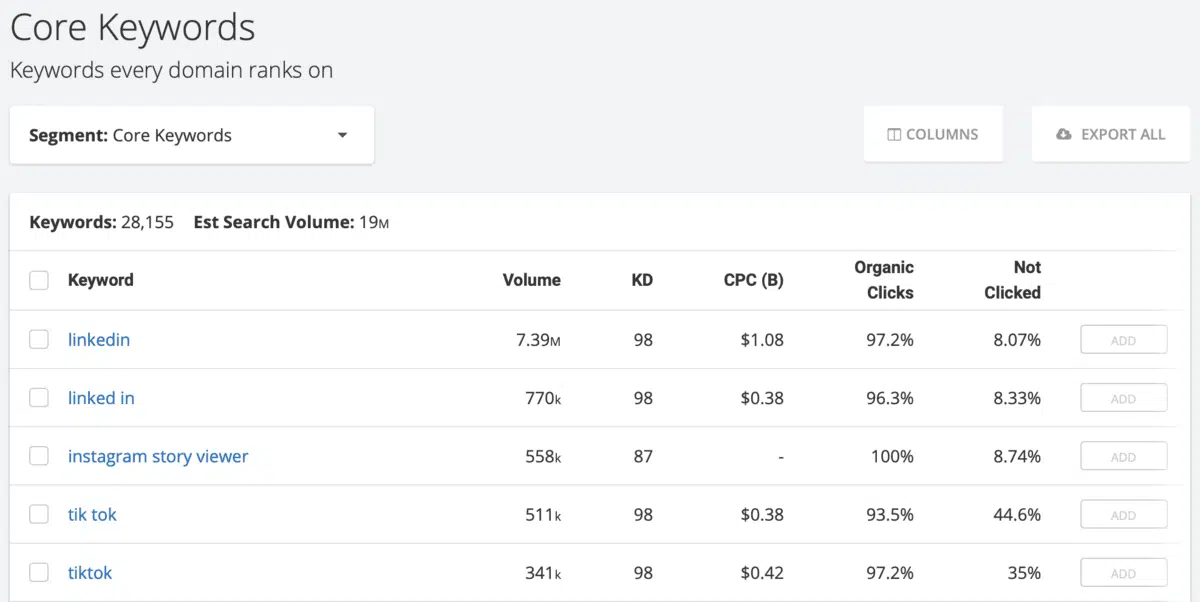 Core Keywords
Keywords every domain ranks on
Segment: Core Keywords
COLUMNS
EXPORT ALL
Keywords: 28,155 Est Search Volume: 19M
Keyword Volume KD CPC (B) Organic Clicks Not Clicked
linkedin 7.39M 98 $1.08 97.2% 8.07% ADD
linked in 770k 98 $0.38 96.3% 8.33% ADD
instagram story viewer 558k 87 - 100% 8.74% ADD
tik tok 511k 98 $0.38 93.5% 44.6% ADD
tiktok 341k 98 $0.42 97.2% 35% ADD